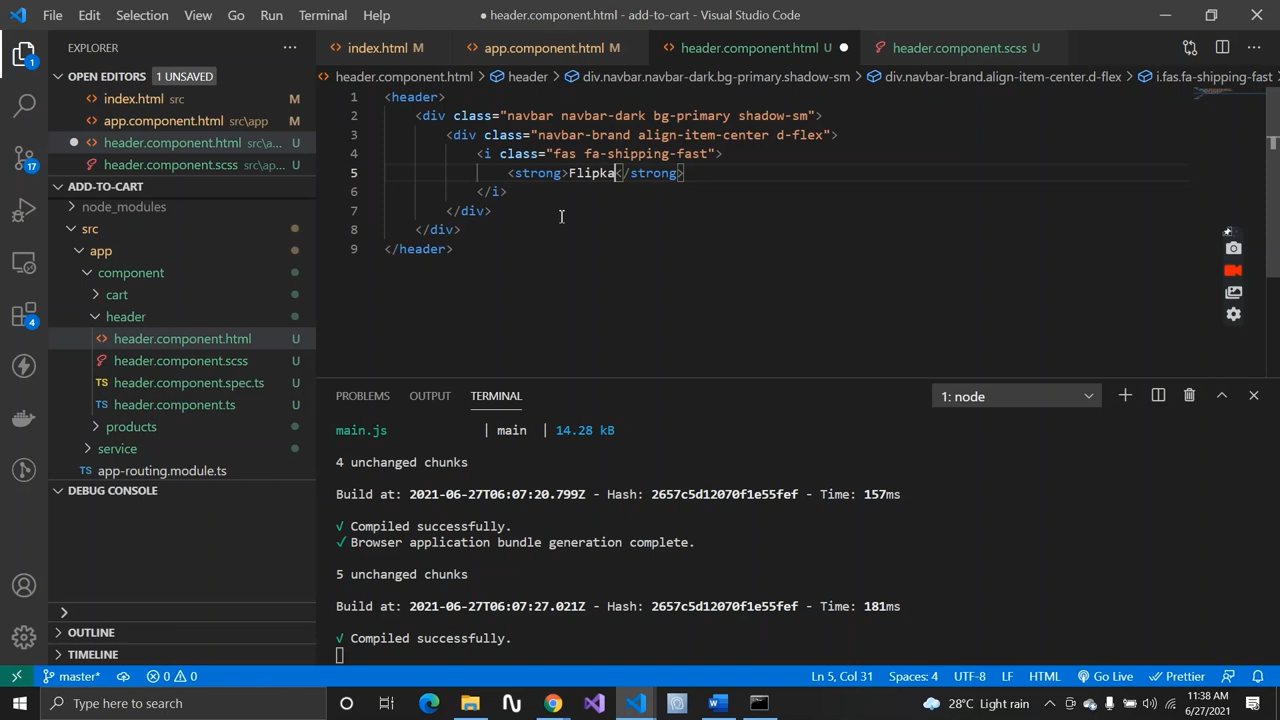 File Edit Selection View Go Run Terminal Help
● header.component.html - add-to-cart - Visual Studio Code
EXPLORER
OPEN EDITORS 1 UNSAVED
index.html src M
app.component.html src\app M
header.component.html src\a... U
header.component.scss src\a... U
ADD-TO-CART
node_modules
src
app
component
cart
header
header.component.html U
header.component.scss U
header.component.spec.ts U
header.component.ts U
products
service
app-routing.module.ts
DEBUG CONSOLE
OUTLINE
TIMELINE
1
17
4
index.html M
app.component.html M
header.component.html U
header.component.scss U
header.component.html header div.navbar.navbar-dark.bg-primary.shadow-sm div.navbar-brand.align-item-center.d-flex i.fas.fa-shipping-fast
1 <header>
2 <div class="navbar navbar-dark bg-primary shadow-sm">
3 <div class="navbar-brand align-item-center d-flex">
4 <i class="fas fa-shipping-fast">
5 <strong>Flipka</strong>
6 </i>
7 </div>
8 </div>
9 </header>
PROBLEMS OUTPUT TERMINAL
1: node
main.js | main | 14.28 kB
4 unchanged chunks
Build at: 2021-06-27T06:07:20.799Z - Hash: 2657c5d12070f1e55fef - Time: 157ms
√ Compiled successfully.
√ Browser application bundle generation complete.
5 unchanged chunks
Build at: 2021-06-27T06:07:27.021Z - Hash: 2657c5d12070f1e55fef - Time: 181ms
√ Compiled successfully.
master* 0 0
Ln 5, Col 31 Spaces: 4 UTF-8 LF HTML Go Live Prettier
Type here to search
28°C Light rain
11:38 AM
6/27/2021